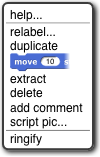 help...
relabel...
duplicate
move 10 s
extract
delete
add comment
script pic...
ringify